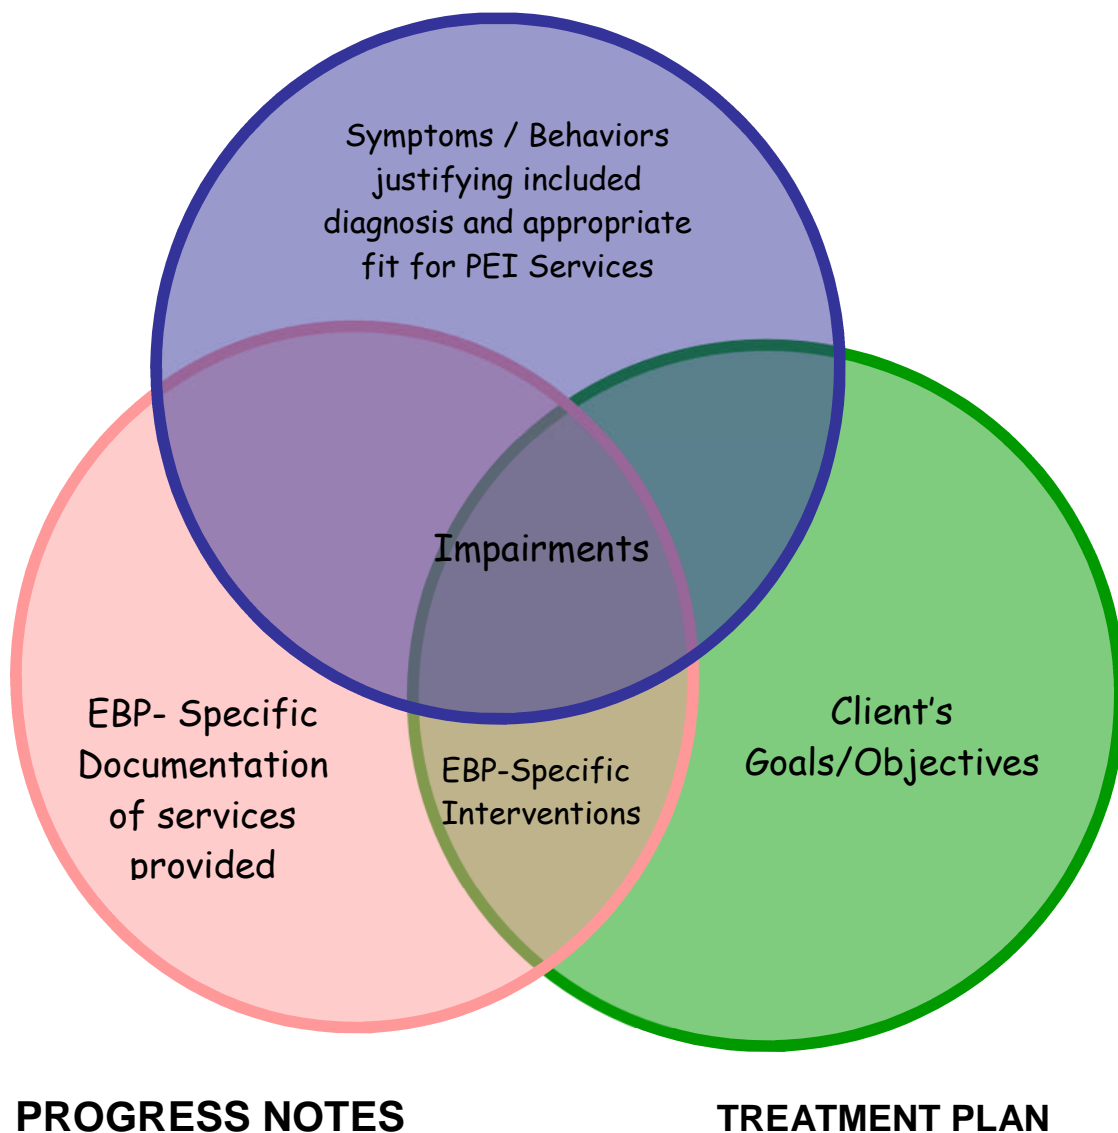 Symptoms / Behaviors
justifying included
diagnosis and appropriate
fit for PEI Services
Impairments
EBP- Specific
Documentation
of services
provided
EBP-Specific
Interventions
Client's
Goals/Objectives
PROGRESS NOTES
TREATMENT PLAN